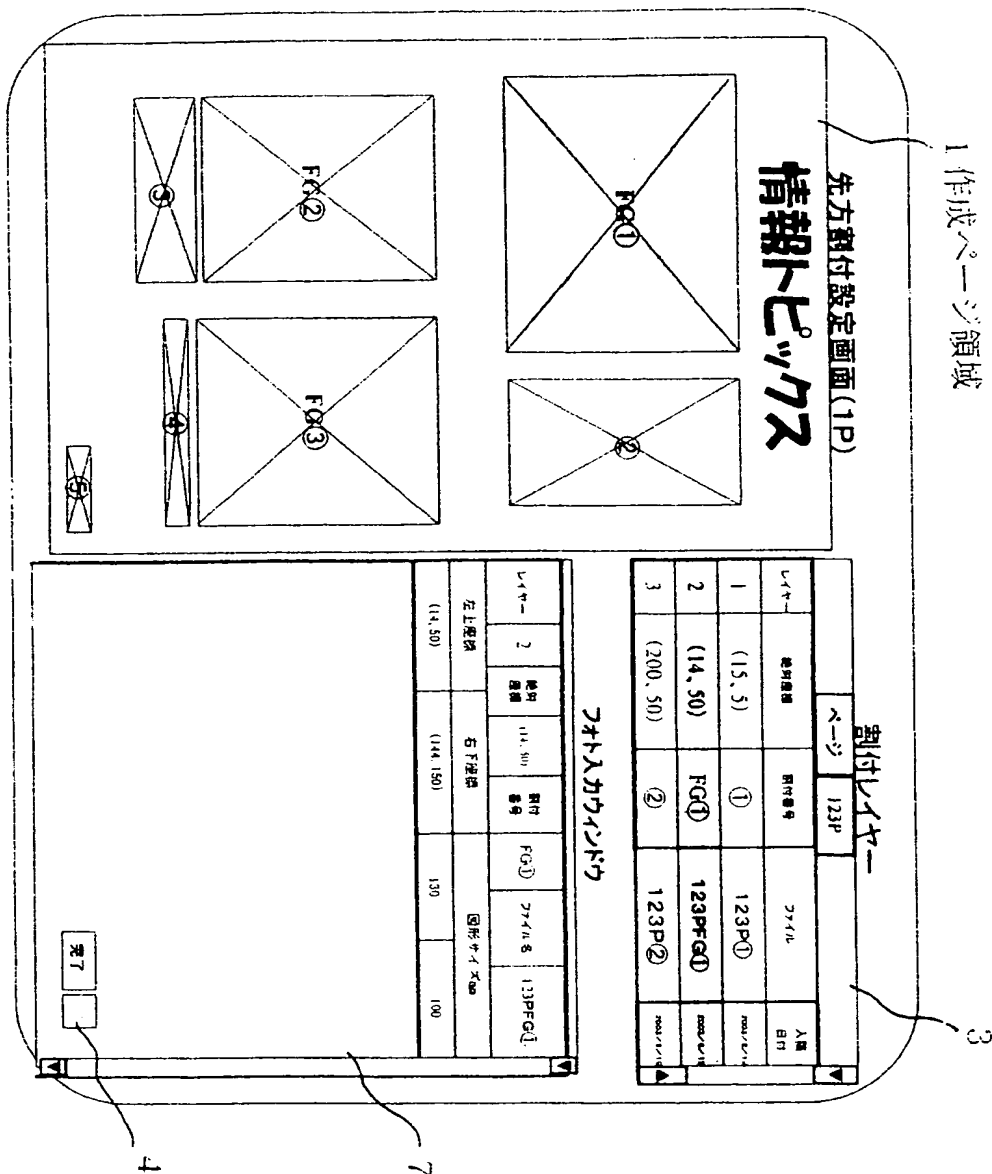 1 作成ページ領域
先方割付設定画面(1P)
情報トピックス
FG①
②
FG②
FG③
③
④
⑤
割付レイヤー
ページ 123P
レイヤー 絶対座標 割付番号 ファイル 入稿日付
1 (15, 5) ① 123P①
2 (14, 50) FG① 123PFG①
3 (200, 50) ② 123P②
3
フォト入力ウィンドウ
レイヤー 2 絶対座標 (14, 50) 割付番号 FG① ファイル名 123PFG①
左上座標 右下座標 図形サイズmm
(14, 50) (144, 150) 130 100
完了
7
4